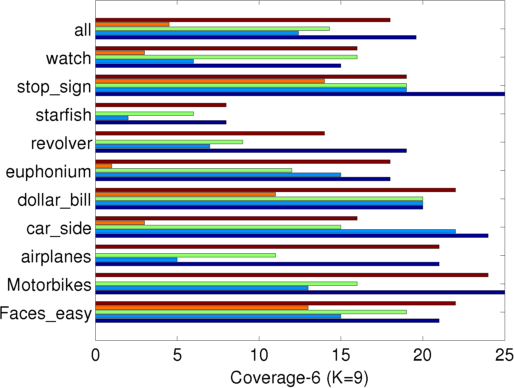 all
watch
stop_sign
starfish
revolver
euphonium
dollar_bill
car_side
airplanes
Motorbikes
Faces_easy
0 5 10 15 20 25
Coverage-6 (K=9)